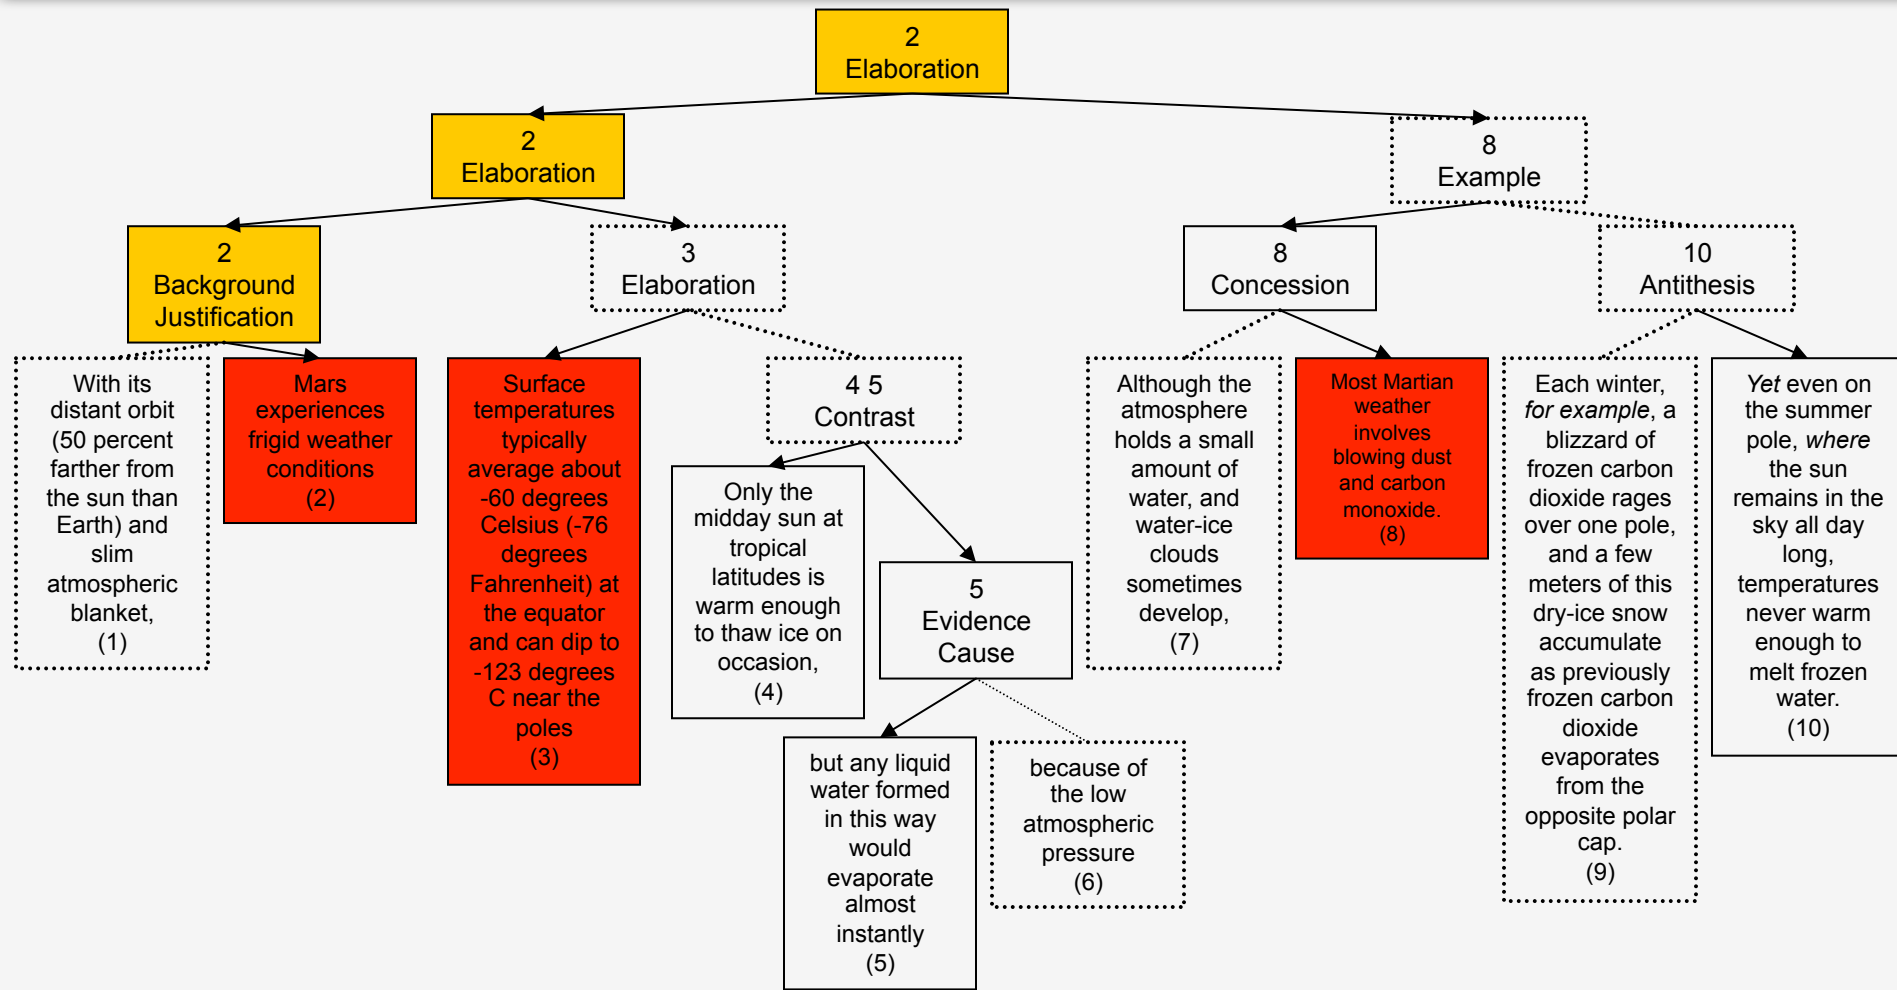 2
Elaboration
2
Elaboration
8
Example
2
Background
Justification
3
Elaboration
8
Concession
10
Antithesis
With its
distant orbit
(50 percent
farther from
the sun than
Earth) and
slim
atmospheric
blanket,
(1)
Mars
experiences
frigid weather
conditions
(2)
Surface
temperatures
typically
average about
-60 degrees
Celsius (-76
degrees
Fahrenheit) at
the equator
and can dip to
-123 degrees
C near the
poles
(3)
4 5
Contrast
Only the
midday sun at
tropical
latitudes is
warm enough
to thaw ice on
occasion,
(4)
5
Evidence
Cause
but any liquid
water formed
in this way
would
evaporate
almost
instantly
(5)
because of
the low
atmospheric
pressure
(6)
Although the
atmosphere
holds a small
amount of
water, and
water-ice
clouds
sometimes
develop,
(7)
Most Martian
weather
involves
blowing dust
and carbon
monoxide.
(8)
Each winter,
for example, a
blizzard of
frozen carbon
dioxide rages
over one pole,
and a few
meters of this
dry-ice snow
accumulate
as previously
frozen carbon
dioxide
evaporates
from the
opposite polar
cap.
(9)
Yet even on
the summer
pole, where
the sun
remains in the
sky all day
long,
temperatures
never warm
enough to
melt frozen
water.
(10)